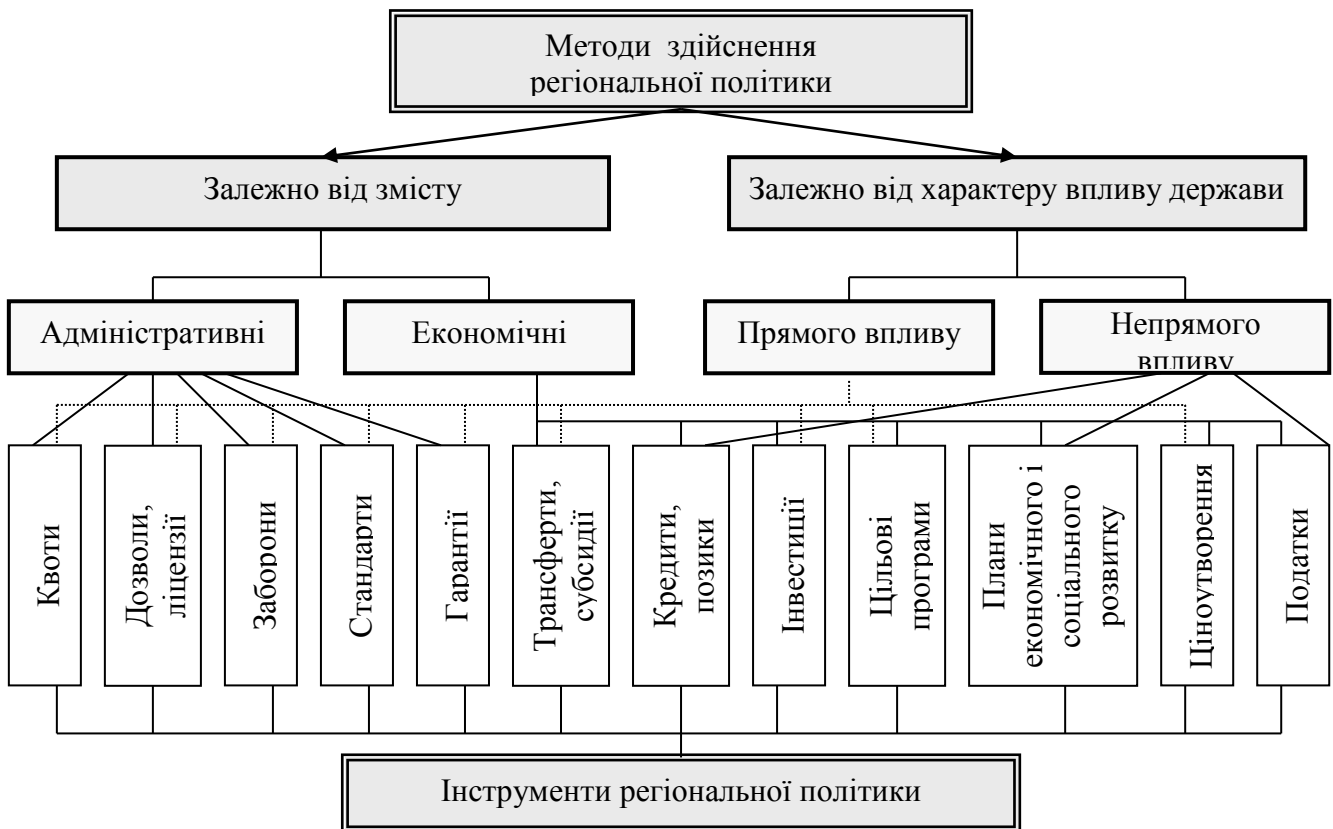 Методи здійснення
регіональної політики
Залежно від змісту
Залежно від характеру впливу держави
Адміністративні
Економічні
Прямого впливу
Непрямого
впливу
Квоти
Дозволи,
ліцензії
Заборони
Стандарти
Гарантії
Трансферти,
субсидії
Кредити,
позики
Інвестиції
Цільові
програми
Плани
економічного і
соціального
розвитку
Ціноутворення
Податки
Інструменти регіональної політики